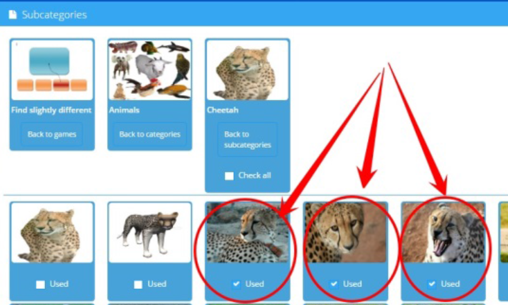 Subcategories
Find slightly different
Animals
Cheetah
Back to games
Back to categories
Back to
subcategories
Check all
Used
Used
Used
Used
Used